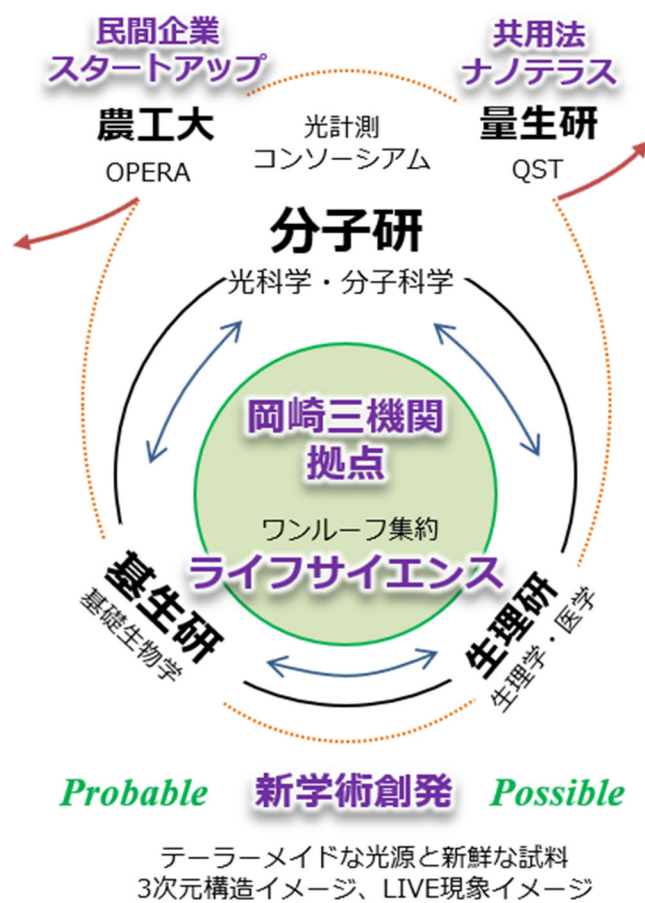 民間企業
スタートアップ
農工大
OPERA
共用法
ナノテラス
量生研
QST
光計測
コンソーシアム
分子研
光科学・分子科学
岡崎三機関
拠点
ワンルーフ集約
ライフサイエンス
基生研
基礎生物学
生理研
生理学・医学
Probable
新学術創発
Possible
テーラーメイドな光源と新鮮な試料
3次元構造イメージ、LIVE現象イメージ